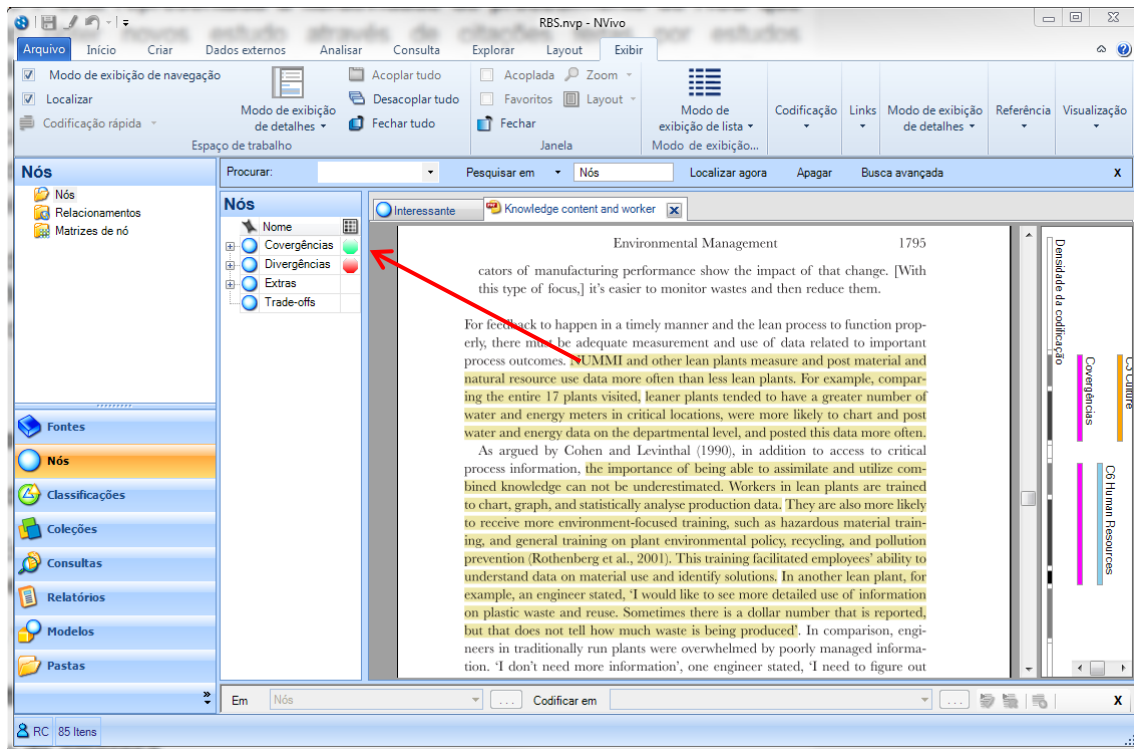 RBS.nvp - NVivo
novos estudo através de citações por estudos
Arquivo Início Criar Dados externos Analisar Consulta Explorar Layout Exibir
Modo de exibição de navegação
Localizar
Codificação rápida
Modo de exibição
de detalhes
Espaço de trabalho
Acoplar tudo
Desacoplar tudo
Fechar tudo
Acoplada Zoom
Favoritos Layout
Fechar
Janela
Modo de
exibição de lista
Modo de exibição...
Codificação
Links
Modo de exibição
de detalhes
Referência
Visualização
Nós
Nós
Relacionamentos
Matrizes de nó
Fontes
Nós
Classificações
Coleções
Consultas
Relatórios
Modelos
Pastas
Procurar: Pesquisar em Nós Localizar agora Apagar Busca avançada X
Nós
Nome
Covergências
Divergências
Extras
Trade-offs
Interessante Knowledge content and worker
Environmental Management 1795
cators of manufacturing performance show the impact of that change. [With
this type of focus,] it's easier to monitor wastes and then reduce them.
For feedback to happen in a timely manner and the lean process to function prop-
erly, there must be adequate measurement and use of data related to important
process outcomes. NUMMI and other lean plants measure and post material and
natural resource use data more often than less lean plants. For example, compar-
ing the entire 17 plants visited, leaner plants tended to have a greater number of
water and energy meters in critical locations, were more likely to chart and post
water and energy data on the departmental level, and posted this data more often.
As argued by Cohen and Levinthal (1990), in addition to access to critical
process information, the importance of being able to assimilate and utilize com-
bined knowledge can not be underestimated. Workers in lean plants are trained
to chart, graph, and statistically analyse production data. They are also more likely
to receive more environment-focused training, such as hazardous material train-
ing, and general training on plant environmental policy, recycling, and pollution
prevention (Rothenberg et al., 2001). This training facilitated employees' ability to
understand data on material use and identify solutions. In another lean plant, for
example, an engineer stated, 'I would like to see more detailed use of information
on plastic waste and reuse. Sometimes there is a dollar number that is reported,
but that does not tell how much waste is being produced'. In comparison, engi-
neers in traditionally run plants were overwhelmed by poorly managed informa-
tion. 'I don't need more information', one engineer stated, 'I need to figure out
Densidade da codificação
Covergências
C3 Culture
C6 Human Resources
Em Nós ... Codificar em ... X
RC 85 Itens